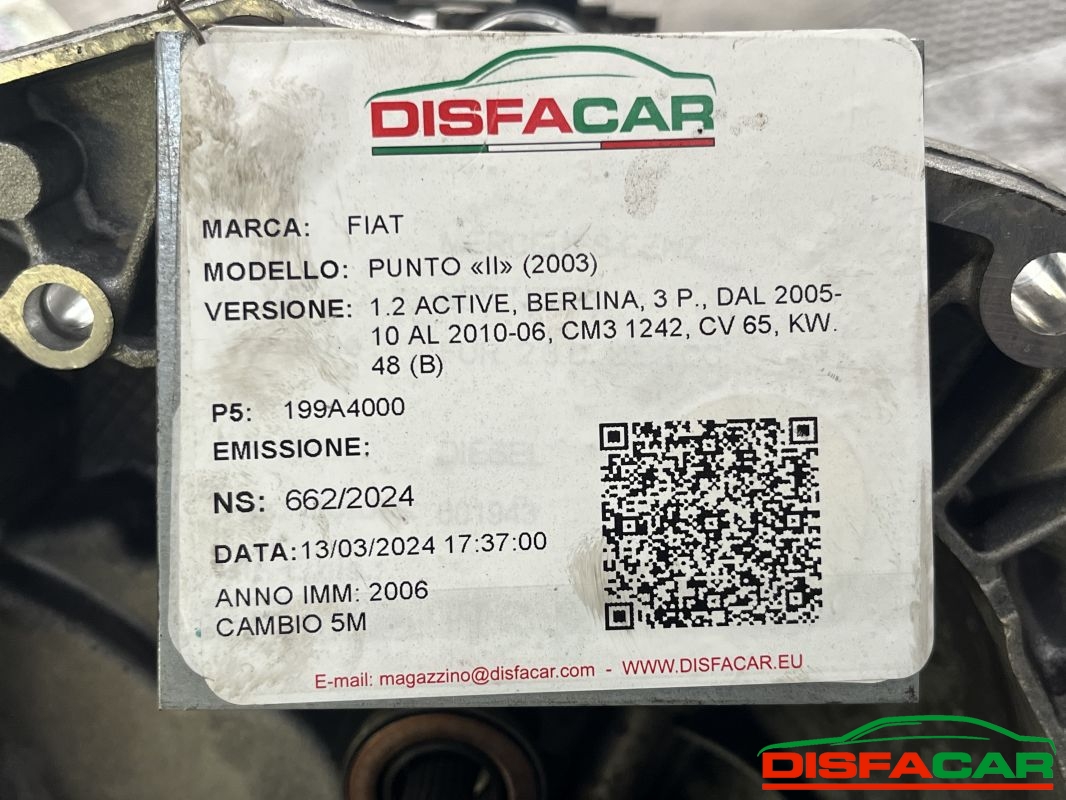 DISFACAR
MARCA: FIAT
MODELLO: PUNTO «II» (2003)
VERSIONE: 1.2 ACTIVE, BERLINA, 3 P., DAL 2005-
10 AL 2010-06, CM3 1242, CV 65, KW.
48 (B)
P5: 199A4000
EMISSIONE:
NS: 662/2024
DATA: 13/03/2024 17:37:00
ANNO IMM: 2006
CAMBIO 5M
E-mail: magazzino@disfacar.com - WWW.DISFACAR.EU
DISFACAR